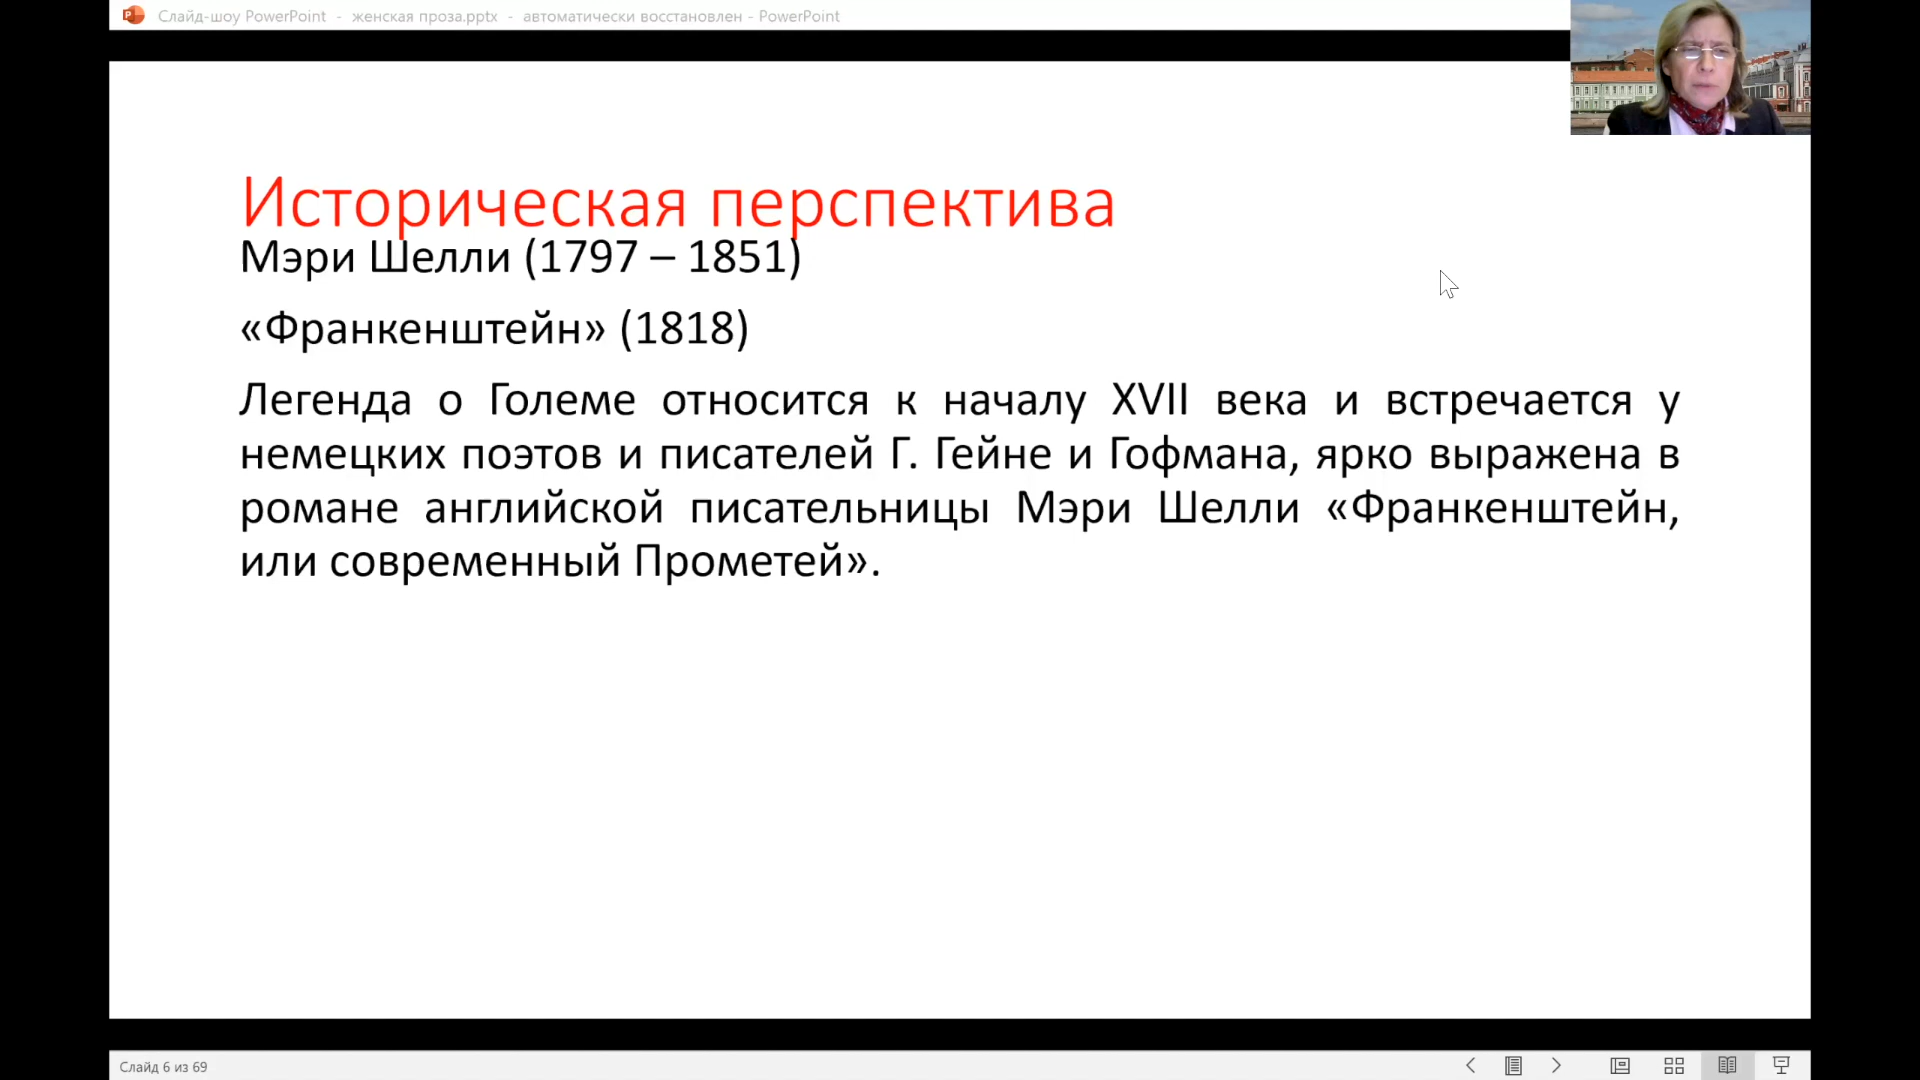 Слайд-шоу PowerPoint - женская проза.pptx - автоматически восстановлен - PowerPoint
Историческая перспектива
Мэри Шелли (1797 – 1851)
«Франкенштейн» (1818)
Легенда о Големе относится к началу XVII века и встречается у
немецких поэтов и писателей Г. Гейне и Гофмана, ярко выражена в
романе английской писательницы Мэри Шелли «Франкенштейн,
или современный Прометей».
Слайд 6 из 69